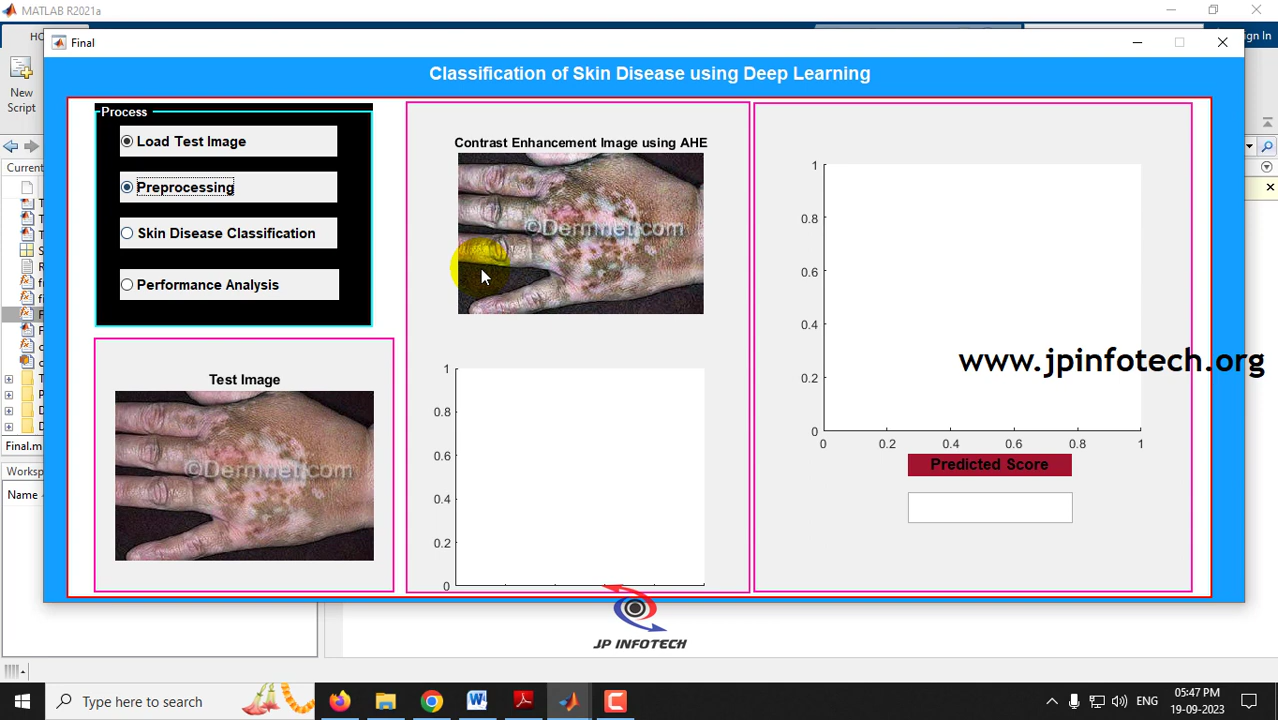 MATLAB R2021a
HO
gn In
New
Script
Current
Final.m
Workspa
Name
Final
Classification of Skin Disease using Deep Learning
Process
Load Test Image
Preprocessing
Skin Disease Classification
Performance Analysis
Test Image
©Dermnet.com
Contrast Enhancement Image using AHE
©Dermnet.com
1
0.8
0.6
0.4
0.2
0
1
0.8
0.6
0.4
0.2
0
0 0.2 0.4 0.6 0.8 1
www.jpinfotech.org
Predicted Score
JP INFOTECH
Type here to search
ENG
05:47 PM
19-09-2023